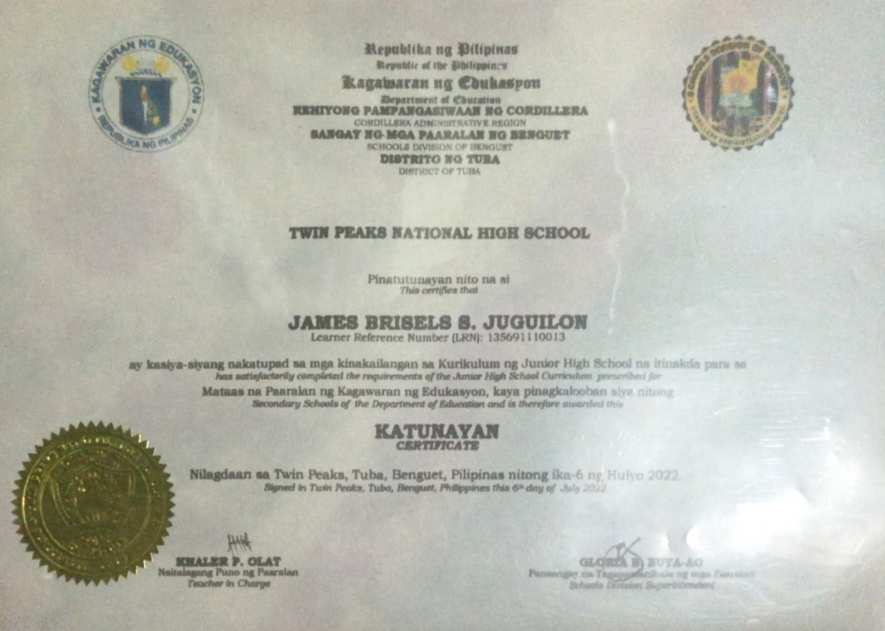 Republika ng Pilipinas
Republic of the Philippines
Kagawaran ng Edukasyon
Department of Education
REHIYONG PAMPANGASIWAAN NG CORDILLERA
CORDILLERA ADMINISTRATIVE REGION
SANGAY NG MGA PAARALAN NG BENGUET
SCHOOLS DIVISION OF BENGUET
DISTRITO NG TUBA
DISTRICT OF TUBA
KAGAWARAN NG EDUKASYON
REPUBLIKA NG PILIPINAS
SCHOOLS DIVISION OF BENGUET
TWIN PEAKS NATIONAL HIGH SCHOOL
Pinatutunayan nito na si
This certifies that
JAMES BRISELS S. JUGUILON
Learner Reference Number (LRN): 135691110013
ay kasiya-siyang nakatupad sa mga kinakailangan sa Kurikulum ng Junior High School na itinakda para sa
has satisfactorily completed the requirements of the Junior High School Curriculum prescribed for
Mataas na Paaralan ng Kagawaran ng Edukasyon, kaya pinagkalooban siya nitong
Secondary Schools of the Department of Education and is therefore awarded this
KATUNAYAN
CERTIFICATE
Nilagdaan sa Twin Peaks, Tuba, Benguet, Pilipinas nitong ika-6 ng Hulyo 2022.
Signed in Twin Peaks, Tuba, Benguet, Philippines this 6th day of July 2022.
KHALER P. OLAT
Naitalagang Puno ng Paaralan
Teacher in Charge
GLORIA B. BUYA-AO
Pansangay na Tagapamanihala ng mga Paaralan
Schools Division Superintendent